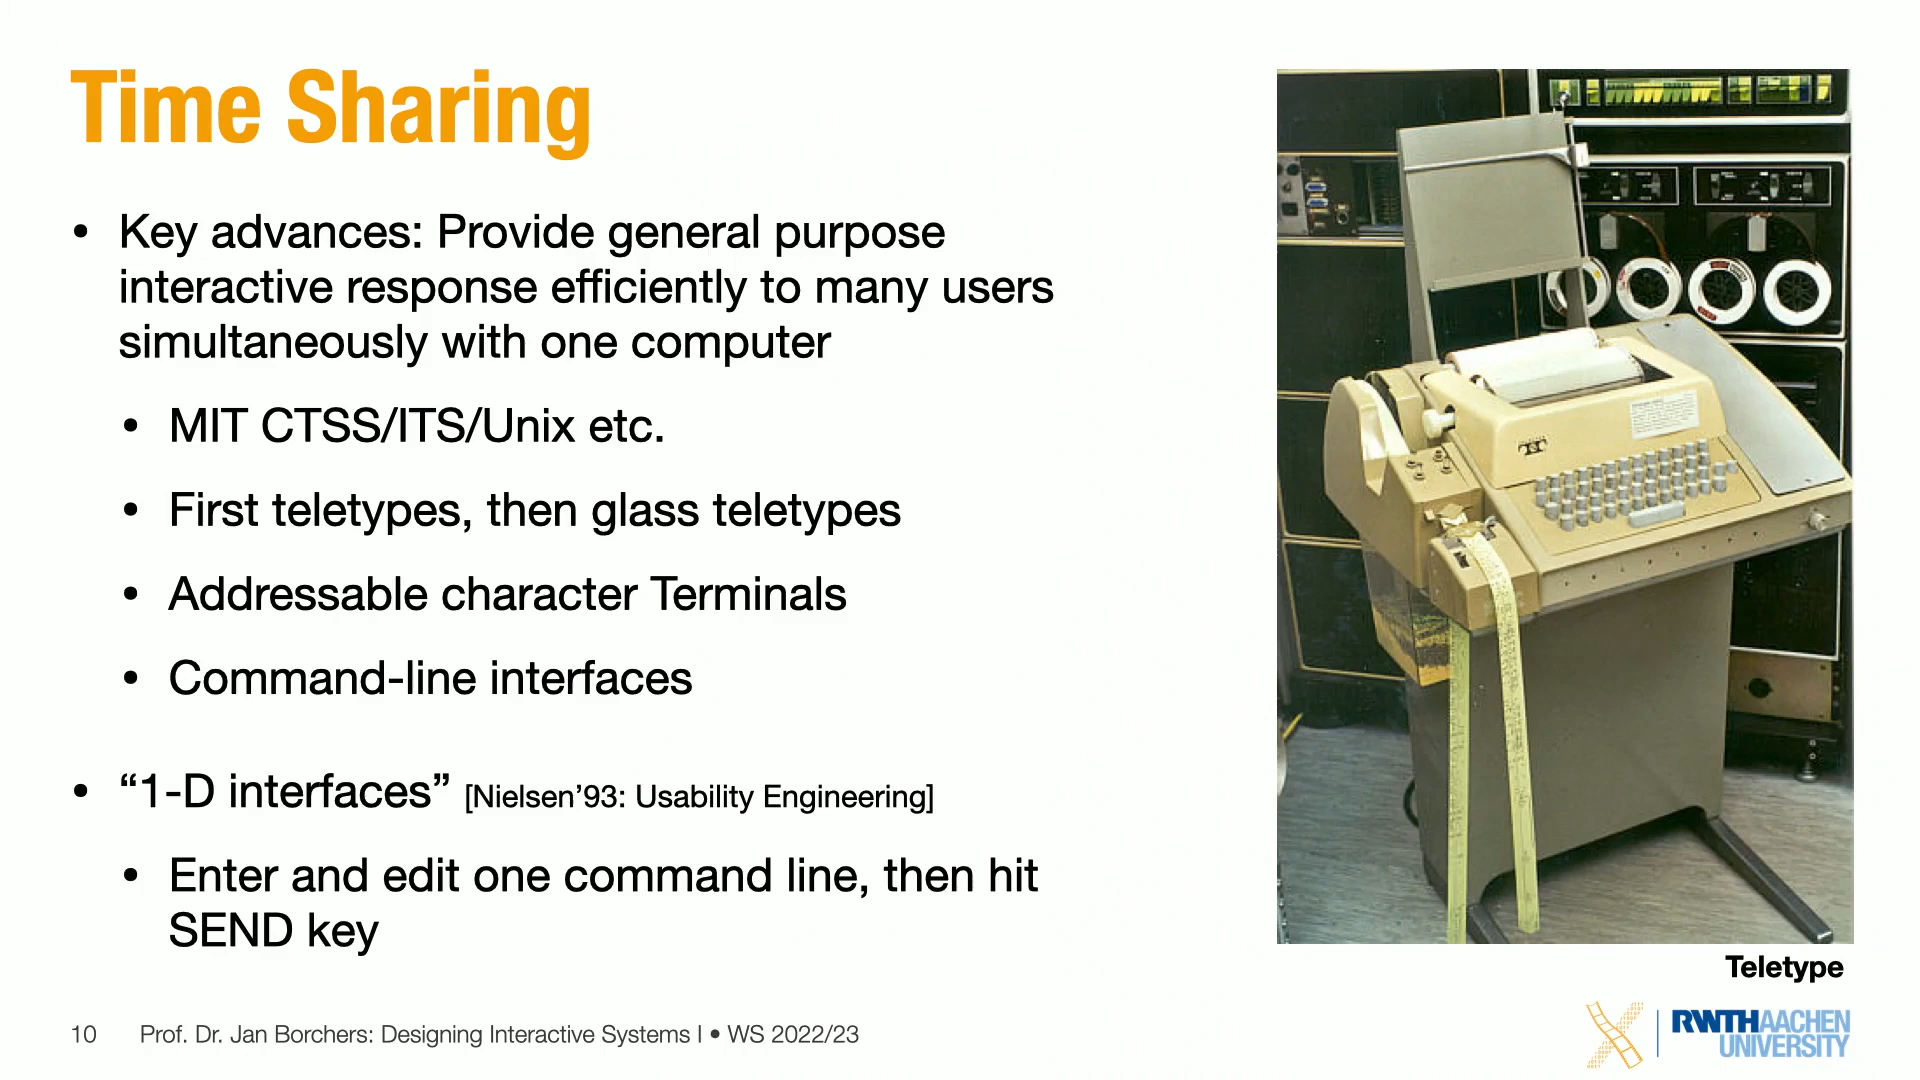 Time Sharing
• Key advances: Provide general purpose
interactive response efficiently to many users
simultaneously with one computer
• MIT CTSS/ITS/Unix etc.
• First teletypes, then glass teletypes
• Addressable character Terminals
• Command-line interfaces
• “1-D interfaces” [Nielsen’93: Usability Engineering]
• Enter and edit one command line, then hit
SEND key
Teletype
10 Prof. Dr. Jan Borchers: Designing Interactive Systems I • WS 2022/23
RWTHAACHEN
UNIVERSITY